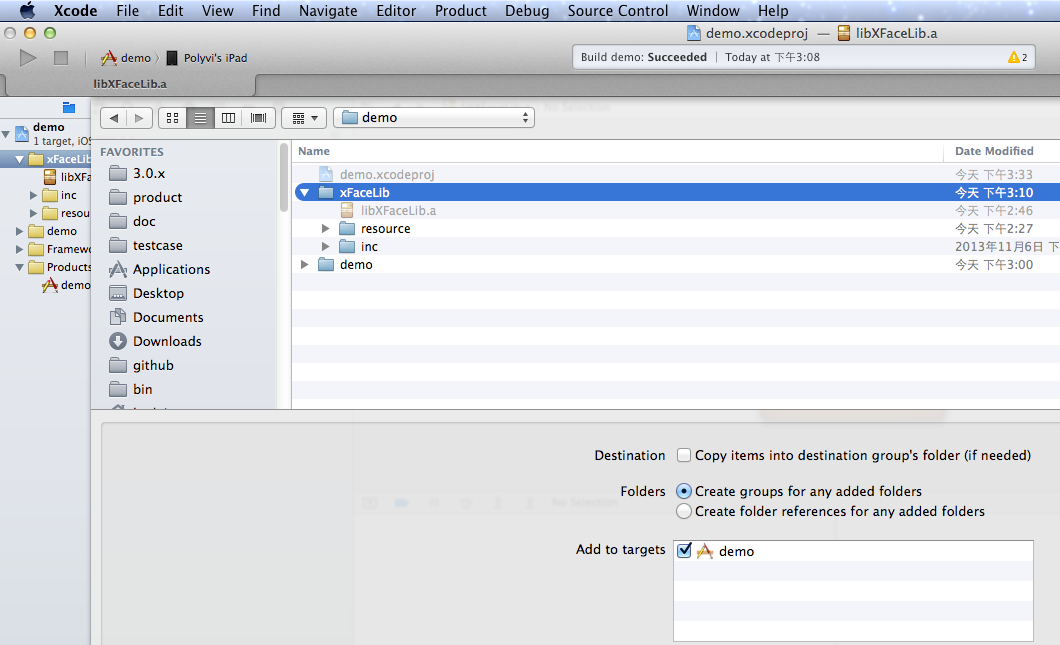 Xcode File Edit View Find Navigate Editor Product Debug Source Control Window Help
demo.xcodeproj — libXFaceLib.a
demo Polyvi's iPad
Build demo: Succeeded Today at 下午3:08 2
libXFaceLib.a
demo
1 target, iOS
xFaceLib
libXFa
inc
resou
demo
Framew
Products
demo
demo
FAVORITES
3.0.x
product
doc
testcase
Applications
Desktop
Documents
Downloads
github
bin
Name Date Modified
demo.xcodeproj 今天 下午3:33
xFaceLib 今天 下午3:10
libXFaceLib.a 今天 下午2:46
resource 今天 下午2:27
inc 2013年11月6日 下
demo 今天 下午3:00
No Selection
No Selection
Destination Copy items into destination group's folder (if needed)
Folders Create groups for any added folders
Create folder references for any added folders
Add to targets demo